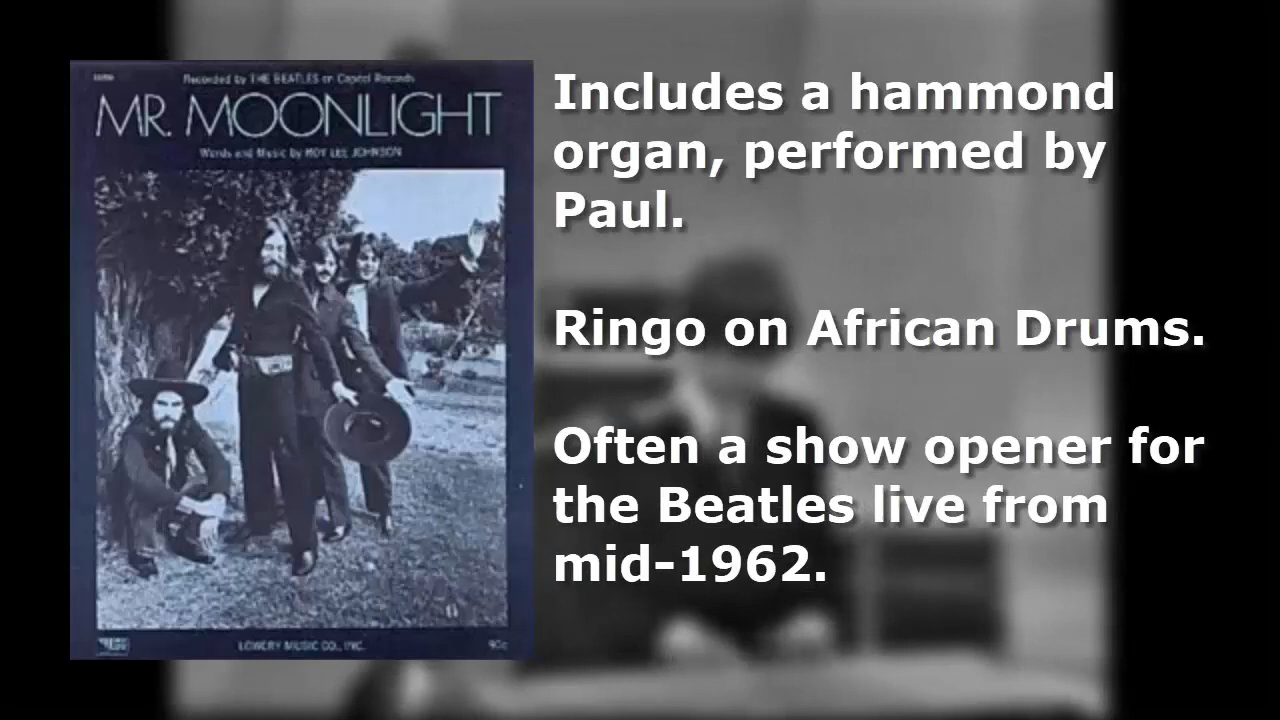 Recorded by THE BEATLES on Capitol Records
MR. MOONLIGHT
Words and Music by ROY LEE JOHNSON
LOWERY MUSIC CO., INC.
90c
Includes a hammond
organ, performed by
Paul.
Ringo on African Drums.
Often a show opener for
the Beatles live from
mid-1962.